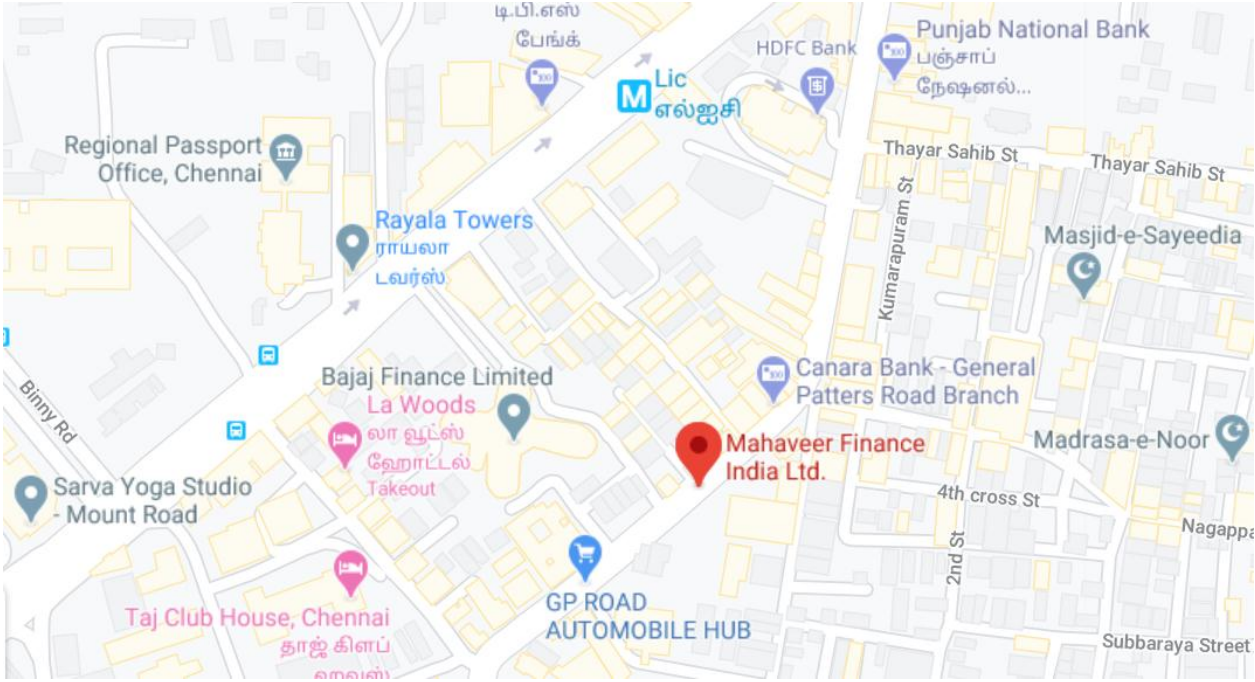 டி.பி.எஸ்
பேங்க்
HDFC Bank
Punjab National Bank
பஞ்சாப்
நேஷனல்...
M
Lic
எல்ஐசி
Regional Passport
Office, Chennai
Thayar Sahib St
Thayar Sahib St
Kumarapuram St
Rayala Towers
ராயலா
டவர்ஸ்
Masjid-e-Sayeedia
Binny Rd
Bajaj Finance Limited
La Woods
லா வூட்ஸ்
ஹோட்டல்
Takeout
Canara Bank - General
Patters Road Branch
Mahaveer Finance
India Ltd.
Madrasa-e-Noor
Sarva Yoga Studio
- Mount Road
4th cross St
Nagappa
2nd St
GP ROAD
AUTOMOBILE HUB
Taj Club House, Chennai
தாஜ் கிளப்
Subbaraya Street